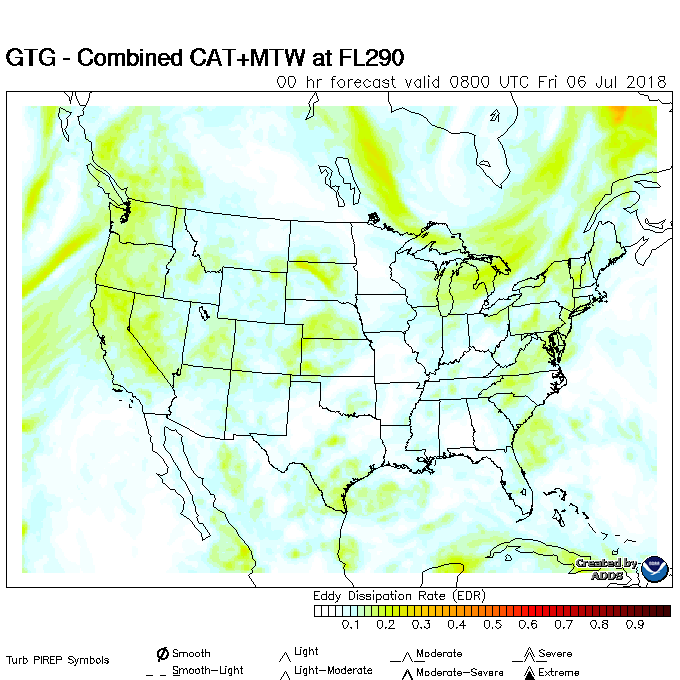 GTG - Combined CAT+MTW at FL290
00 hr forecast valid 0800 UTC Fri 06 Jul 2018
Created by
ADDS
Eddy Dissipation Rate (EDR)
0.1 0.2 0.3 0.4 0.5 0.6 0.7 0.8 0.9
Turb PIREP Symbols
Smooth Light Moderate Severe
Smooth-Light Light-Moderate Moderate-Severe Extreme